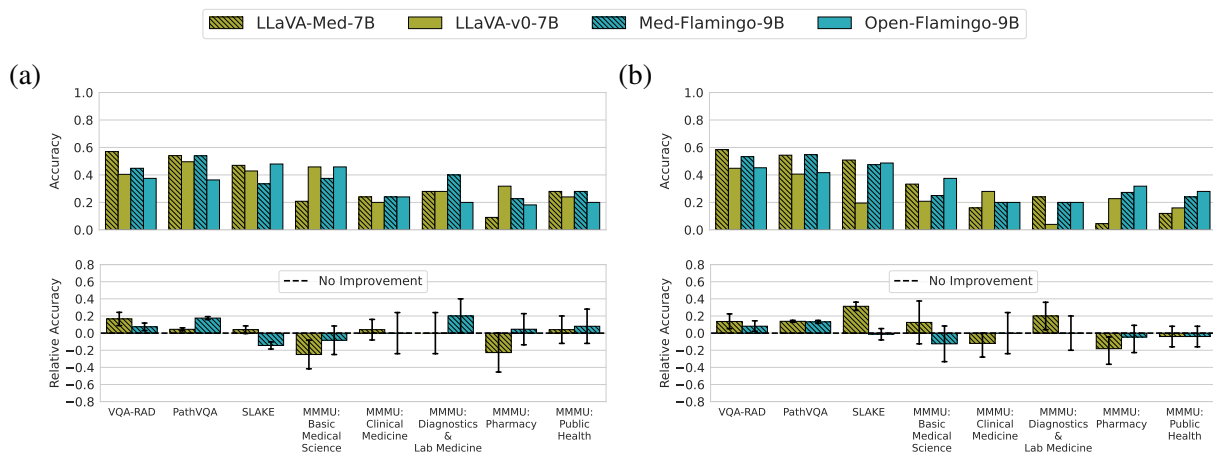 LLaVA-Med-7B LLaVA-v0-7B Med-Flamingo-9B Open-Flamingo-9B
(a)
Accuracy
1.0
0.8
0.6
0.4
0.2
0.0
Relative Accuracy
0.8
0.6
0.4
0.2
0.0
−0.2
−0.4
−0.6
−0.8
No Improvement
VQA-RAD PathVQA SLAKE MMMU: MMMU: MMMU: MMMU: MMMU:
Basic Clinical Diagnostics Pharmacy Public
Medical Medicine & Health
Science Lab Medicine
(b)
Accuracy
1.0
0.8
0.6
0.4
0.2
0.0
Relative Accuracy
0.8
0.6
0.4
0.2
0.0
−0.2
−0.4
−0.6
−0.8
No Improvement
VQA-RAD PathVQA SLAKE MMMU: MMMU: MMMU: MMMU: MMMU:
Basic Clinical Diagnostics Pharmacy Public
Medical Medicine & Health
Science Lab Medicine